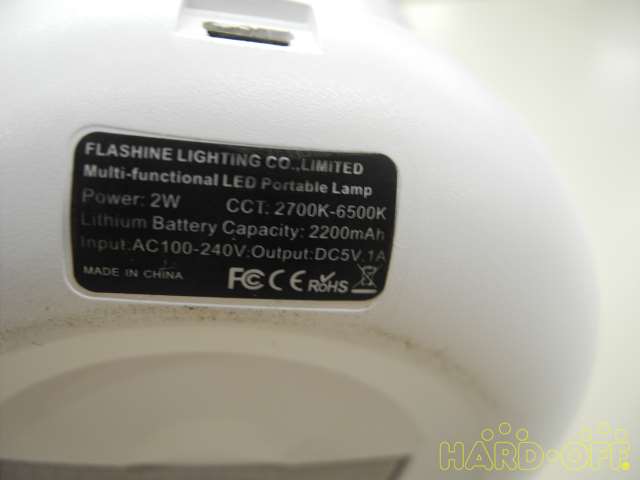 FLASHINE LIGHTING CO.,LIMITED
Multi-functional LED Portable Lamp
Power: 2W CCT: 2700K-6500K
Lithium Battery Capacity: 2200mAh
Input:AC100-240V:Output:DC5V.1A
MADE IN CHINA FC CE RoHS
HARD-OFF